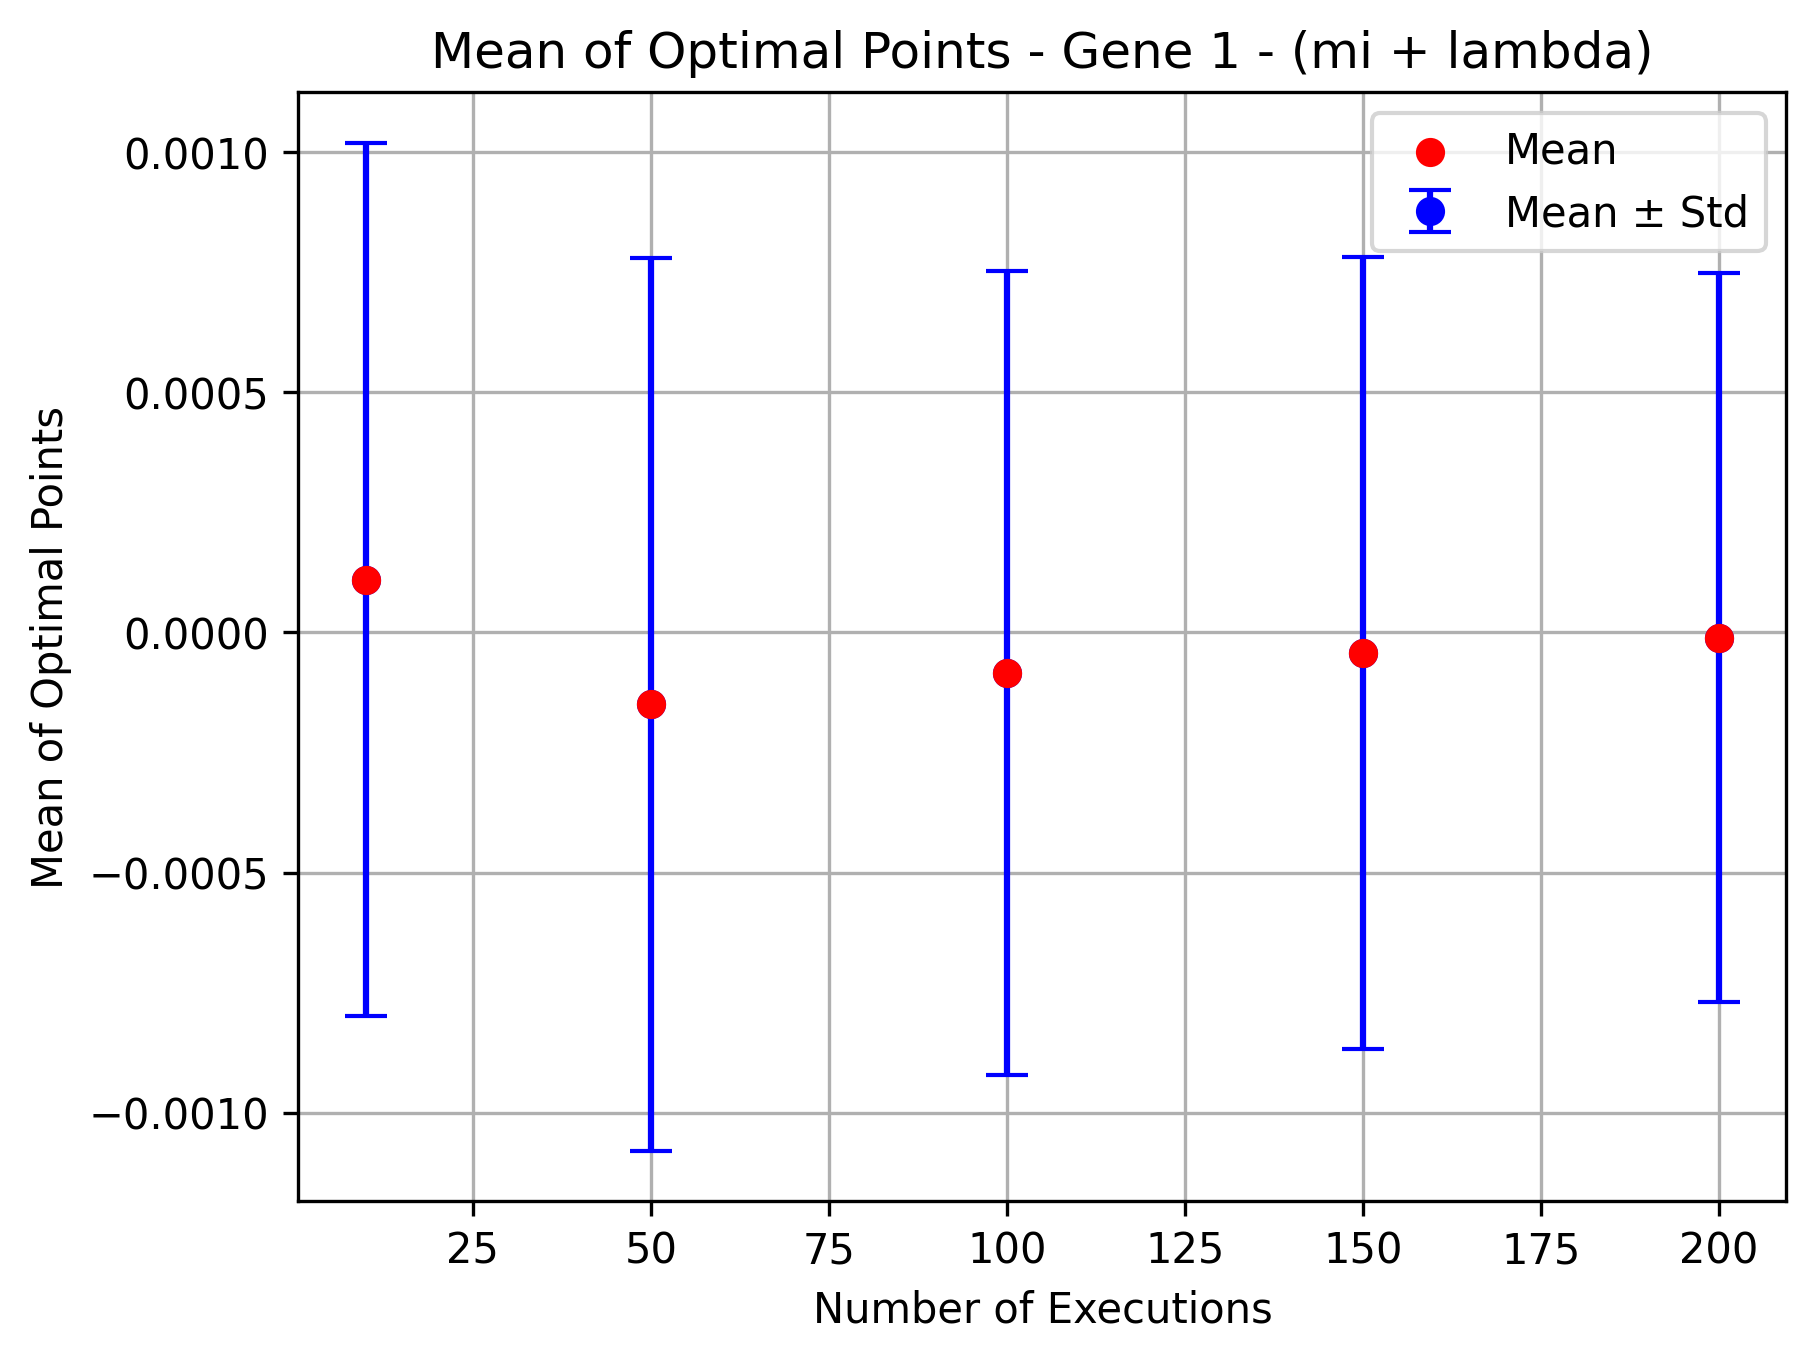 Mean of Optimal Points - Gene 1 - (mi + lambda)
Mean
Mean ± Std
Mean of Optimal Points
0.0010
0.0005
0.0000
−0.0005
−0.0010
25 50 75 100 125 150 175 200
Number of Executions